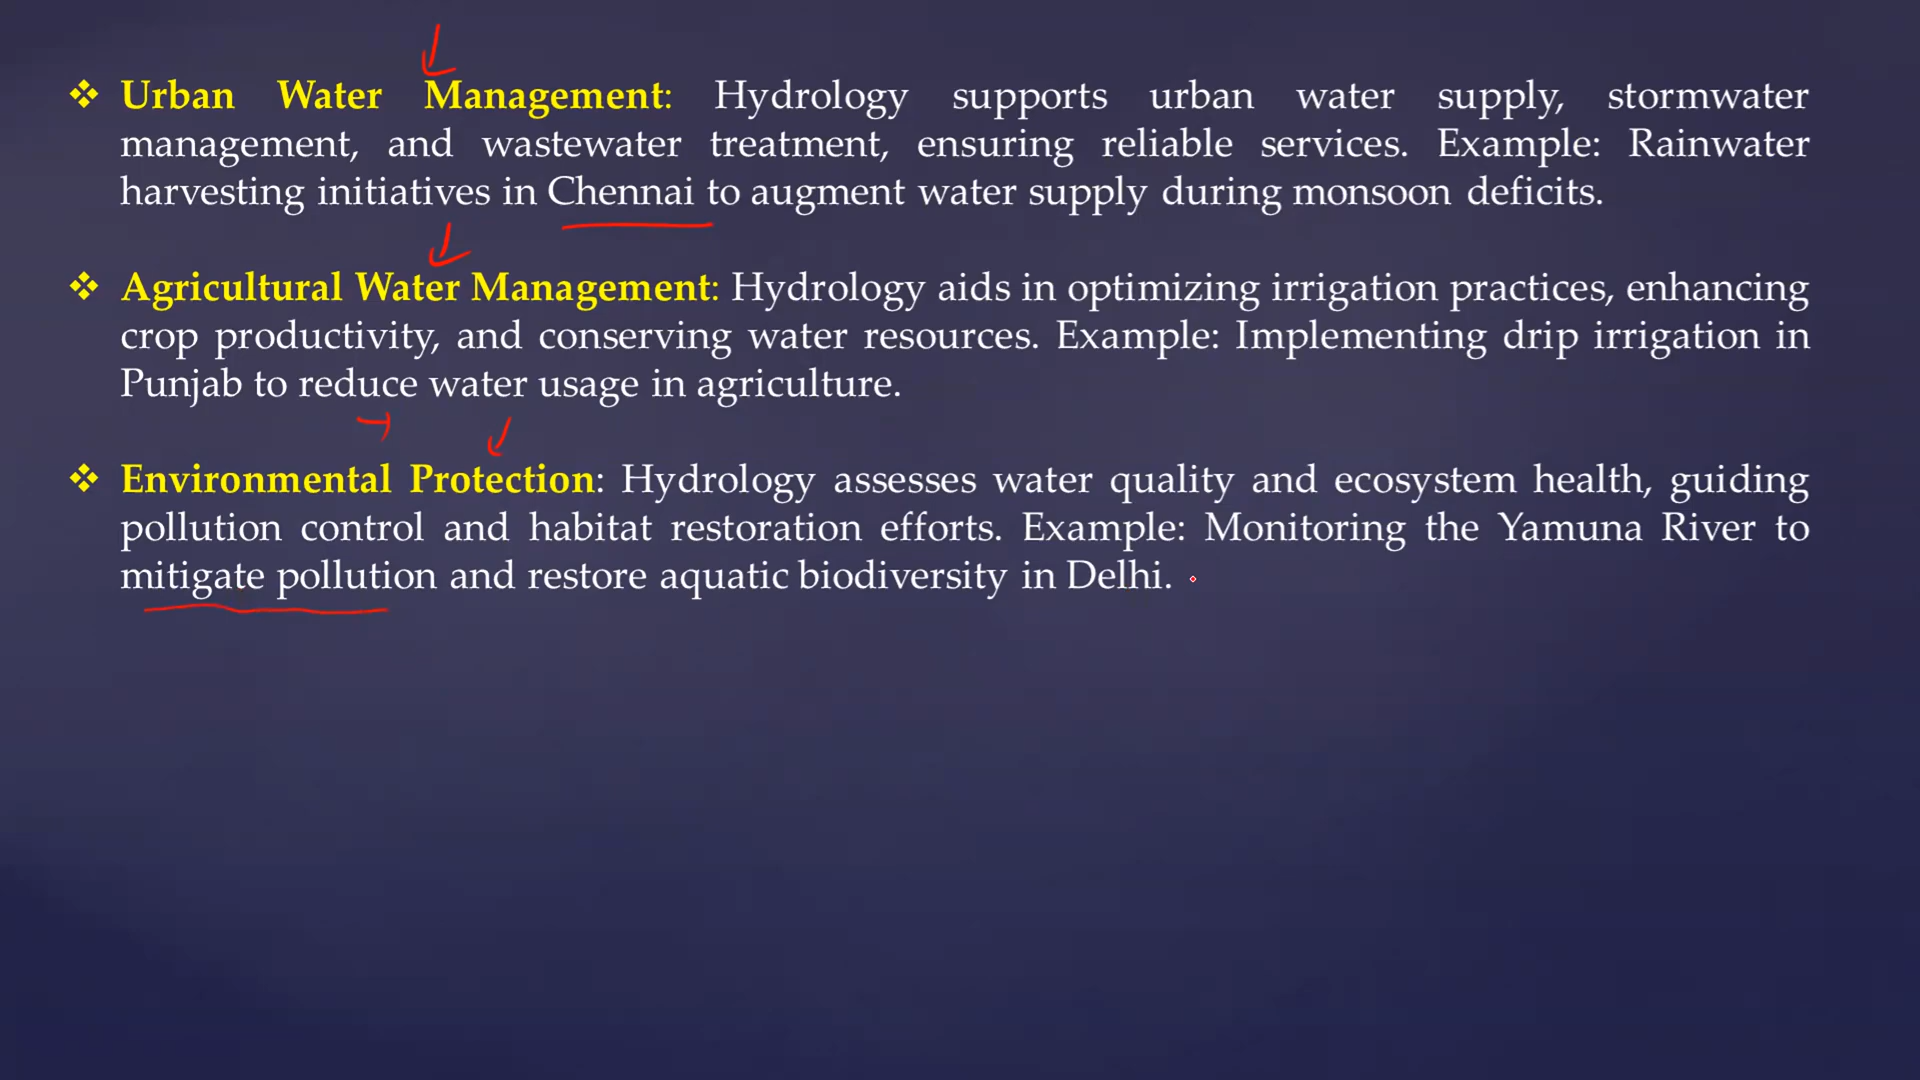 ❖ Urban Water Management: Hydrology supports urban water supply, stormwater
management, and wastewater treatment, ensuring reliable services. Example: Rainwater
harvesting initiatives in Chennai to augment water supply during monsoon deficits.
❖ Agricultural Water Management: Hydrology aids in optimizing irrigation practices, enhancing
crop productivity, and conserving water resources. Example: Implementing drip irrigation in
Punjab to reduce water usage in agriculture.
❖ Environmental Protection: Hydrology assesses water quality and ecosystem health, guiding
pollution control and habitat restoration efforts. Example: Monitoring the Yamuna River to
mitigate pollution and restore aquatic biodiversity in Delhi.